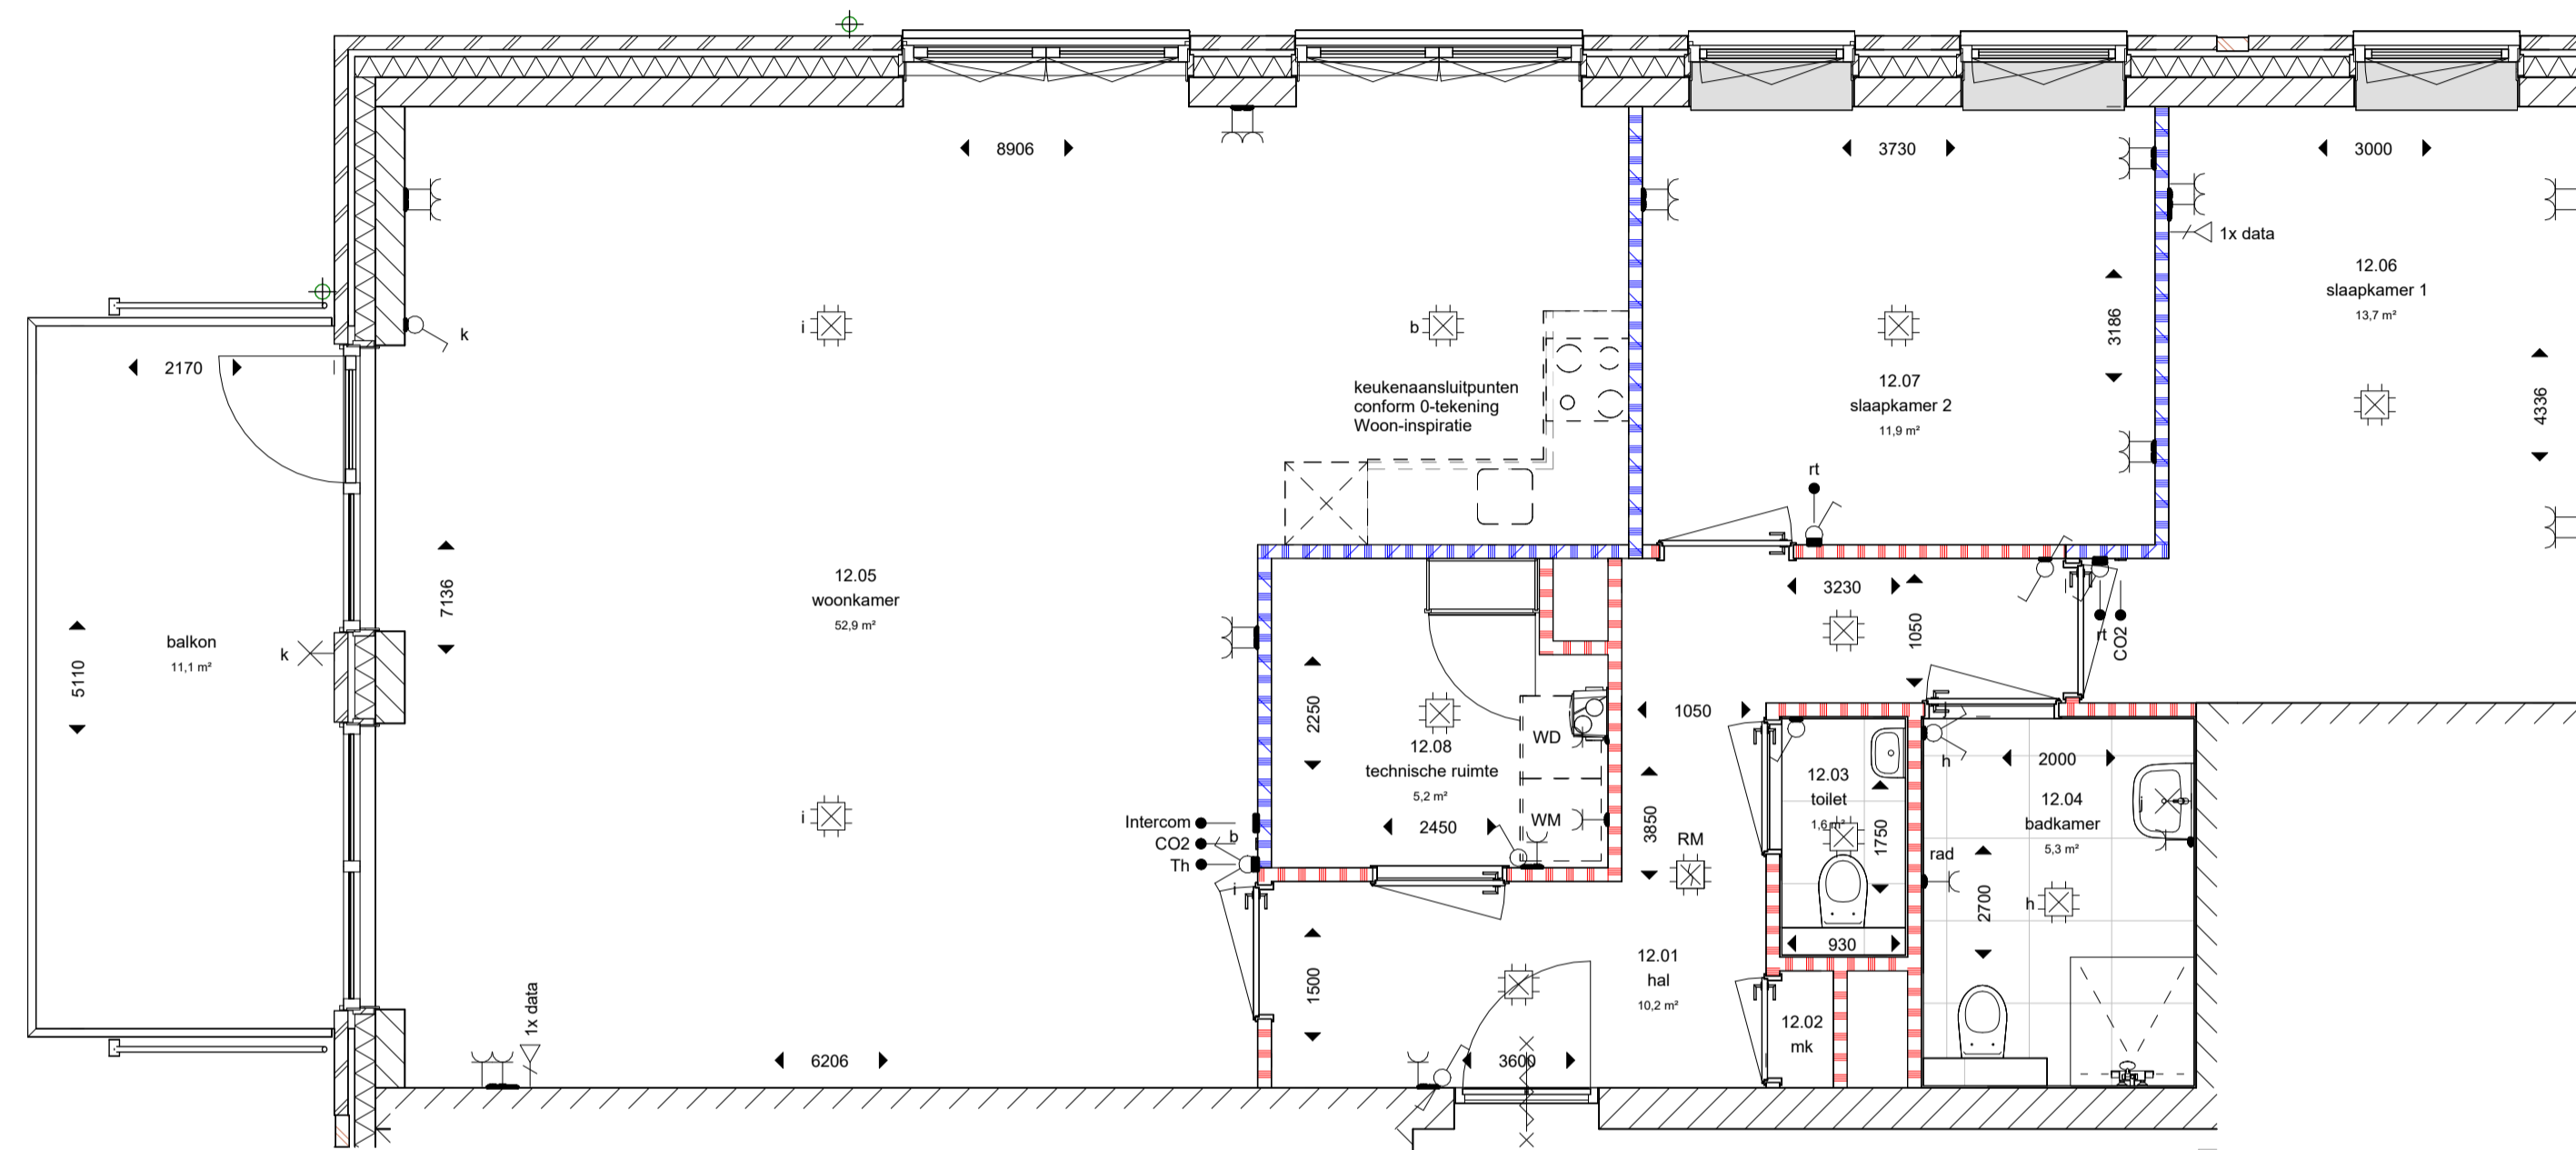 8906
3730
3000
1x data
12.06
slaapkamer 1
13,7 m²
3186
k
i
b
2170
12.07
slaapkamer 2
11,9 m²
keukenaansluitpunten
conform 0-tekening
Woon-inspiratie
4336
rt
7136
12.05
woonkamer
52,9 m²
3230
1050
rt
CO2
balkon
11,1 m²
k
5110
2250
1050
WD
12.08
technische ruimte
5,2 m²
2450
WM
3850
RM
12.03
toilet
1,6 m²
1750
h
2000
12.04
badkamer
5,3 m²
rad
2700
h
i
Intercom
CO2
Th
b
i
930
12.01
hal
10,2 m²
1500
12.02
mk
1x data
6206
3600